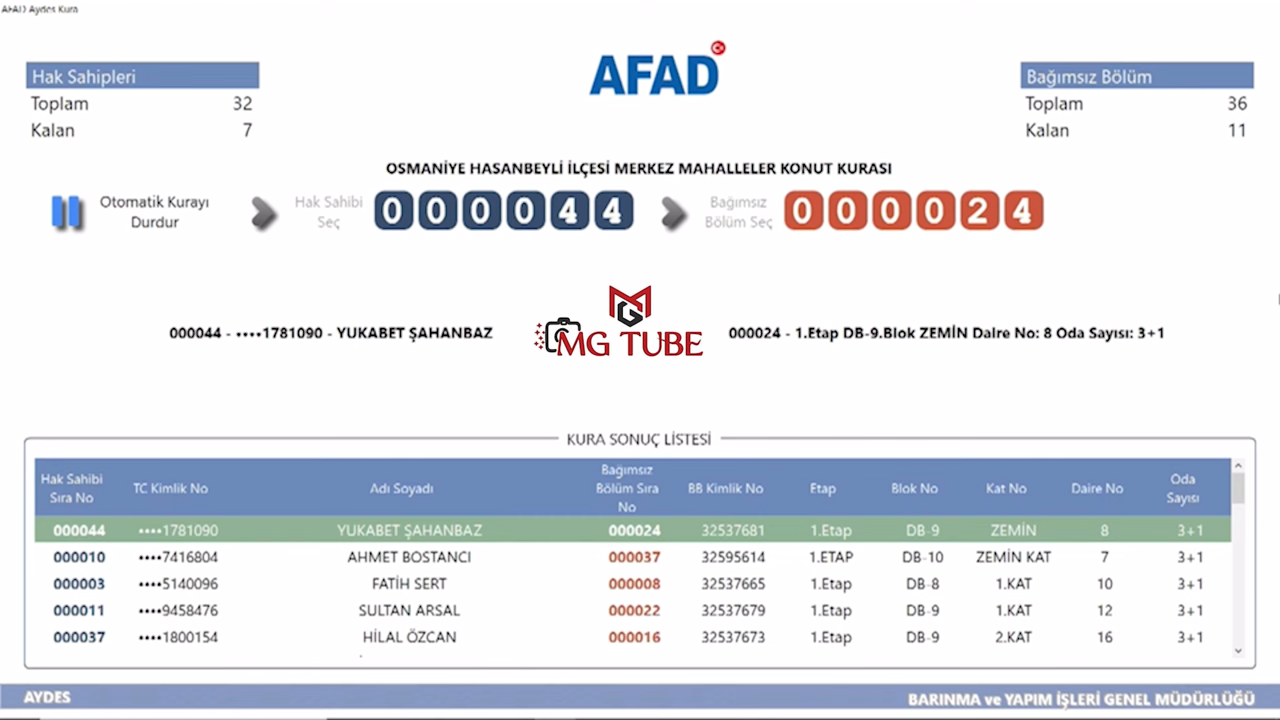 AFAD Aydes Kura
AFAD
Hak Sahipleri
Toplam 32
Kalan 7
Bağımsız Bölüm
Toplam 36
Kalan 11
OSMANİYE HASANBEYLİ İLÇESİ MERKEZ MAHALLELER KONUT KURASI
Otomatik Kurayı
Durdur
Hak Sahibi
Seç
000044
Bağımsız
Bölüm Seç
000024
000044 - ••••1781090 - YUKABET ŞAHANBAZ
MG TUBE
000024 - 1.Etap DB-9.Blok ZEMİN Daire No: 8 Oda Sayısı: 3+1
KURA SONUÇ LİSTESİ
Hak Sahibi Sıra No TC Kimlik No Adı Soyadı Bağımsız Bölüm Sıra No BB Kimlik No Etap Blok No Kat No Daire No Oda Sayısı
000044 ••••1781090 YUKABET ŞAHANBAZ 000024 32537681 1.Etap DB-9 ZEMİN 8 3+1
000010 ••••7416804 AHMET BOSTANCI 000037 32595614 1.ETAP DB-10 ZEMİN KAT 7 3+1
000003 ••••5140096 FATİH SERT 000008 32537665 1.Etap DB-8 1.KAT 10 3+1
000011 ••••9458476 SULTAN ARSAL 000022 32537679 1.Etap DB-9 1.KAT 12 3+1
000037 ••••1800154 HİLAL ÖZCAN 000016 32537673 1.Etap DB-9 2.KAT 16 3+1
AYDES
BARINMA ve YAPIM İŞLERİ GENEL MÜDÜRLÜĞÜ